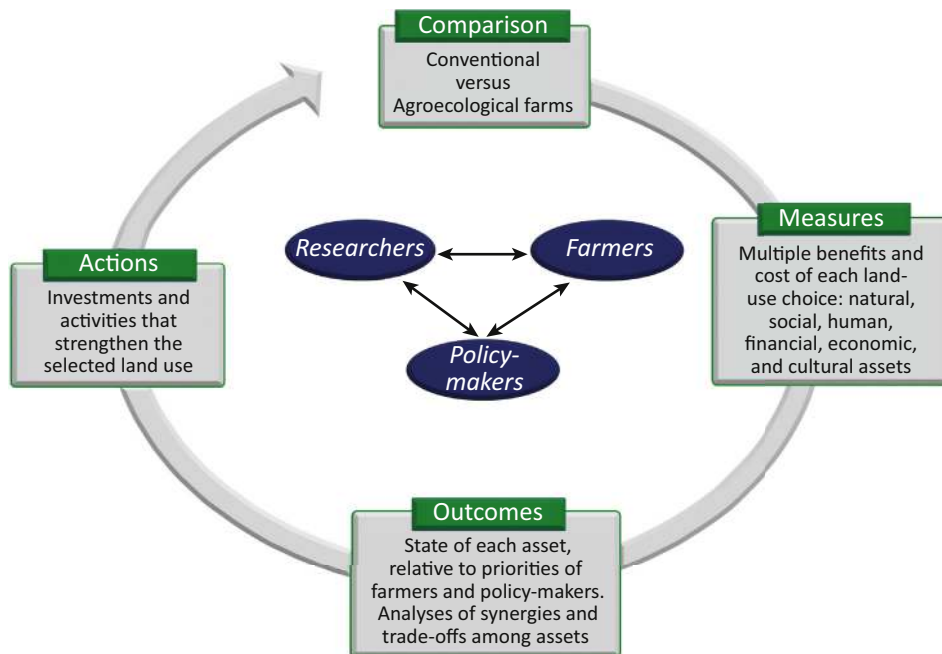 Comparison
Conventional
versus
Agroecological farms
Measures
Multiple benefits and
cost of each land-
use choice: natural,
social, human,
financial, economic,
and cultural assets
Researchers
Farmers
Policy-
makers
Actions
Investments and
activities that
strengthen the
selected land use
Outcomes
State of each asset,
relative to priorities of
farmers and policy-makers.
Analyses of synergies and
trade-offs among assets